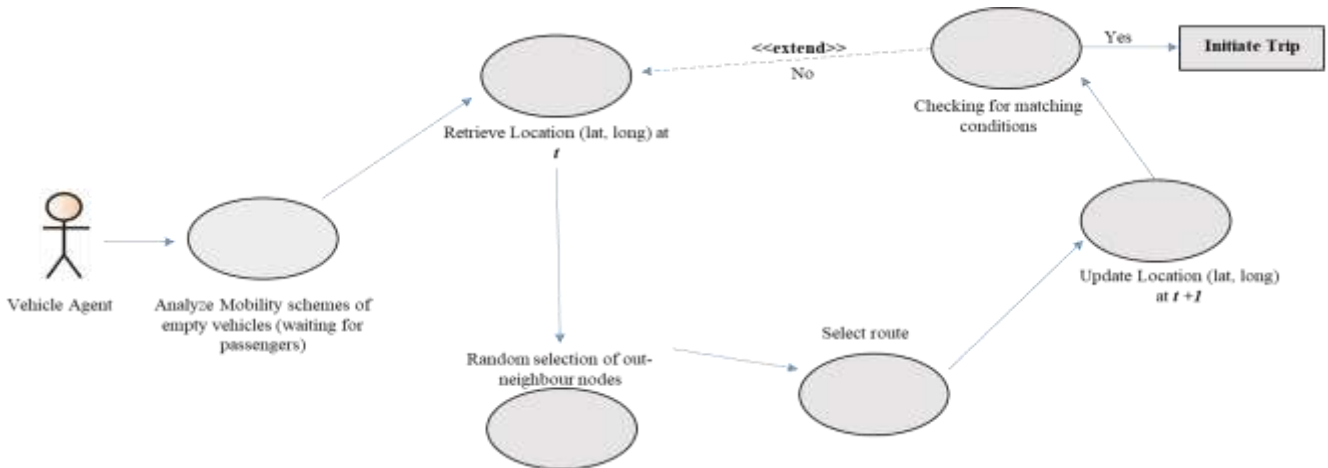 Vehicle Agent
Analyze Mobility schemes of
empty vehicles (waiting for
passengers)
Retrieve Location (lat, long) at
t
Random selection of out-
neighbour nodes
Select route
Update Location (lat, long)
at t +1
Checking for matching
conditions
<<extend>>
No
Yes
Initiate Trip